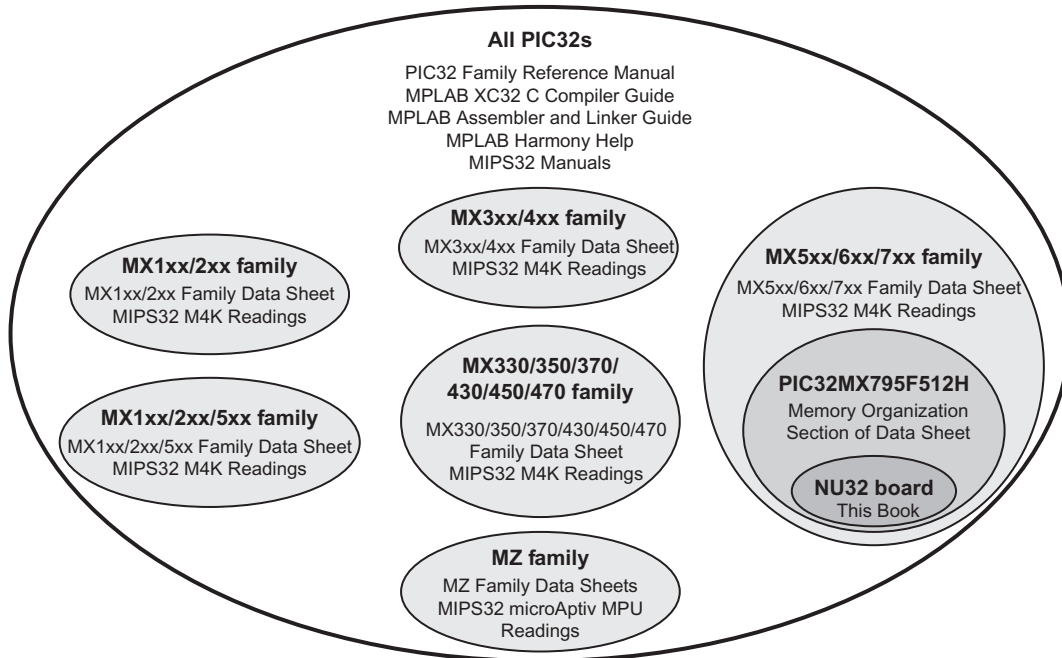 All PIC32s
PIC32 Family Reference Manual
MPLAB XC32 C Compiler Guide
MPLAB Assembler and Linker Guide
MPLAB Harmony Help
MIPS32 Manuals
MX1xx/2xx family
MX1xx/2xx Family Data Sheet
MIPS32 M4K Readings
MX1xx/2xx/5xx family
MX1xx/2xx/5xx Family Data Sheet
MIPS32 M4K Readings
MX3xx/4xx family
MX3xx/4xx Family Data Sheet
MIPS32 M4K Readings
MX330/350/370/
430/450/470 family
MX330/350/370/430/450/470
Family Data Sheet
MIPS32 M4K Readings
MZ family
MZ Family Data Sheets
MIPS32 microAptiv MPU
Readings
MX5xx/6xx/7xx family
MX5xx/6xx/7xx Family Data Sheet
MIPS32 M4K Readings
PIC32MX795F512H
Memory Organization
Section of Data Sheet
NU32 board
This Book